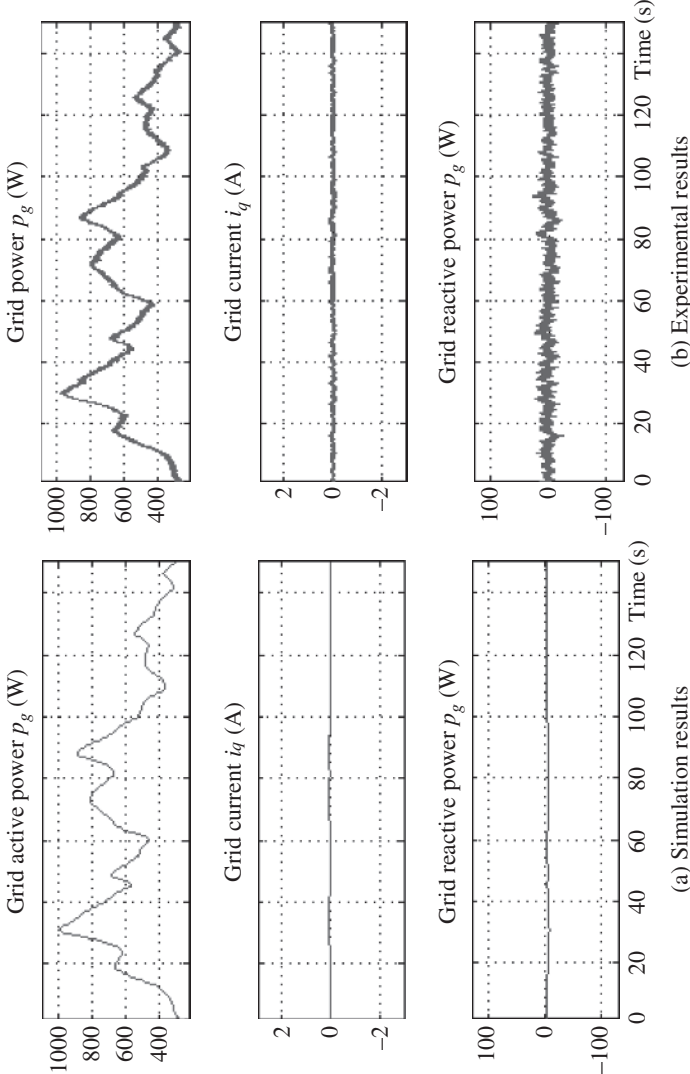 Grid active power p_g (W)
1000
800
600
400
Grid current i_q (A)
2
0
−2
Grid reactive power p_g (W)
100
0
−100
0 20 40 60 80 100 120 Time (s)
(a) Simulation results
Grid power p_g (W)
1000
800
600
400
Grid current i_q (A)
2
0
−2
Grid reactive power p_g (W)
100
0
−100
0 20 40 60 80 100 120 Time (s)
(b) Experimental results